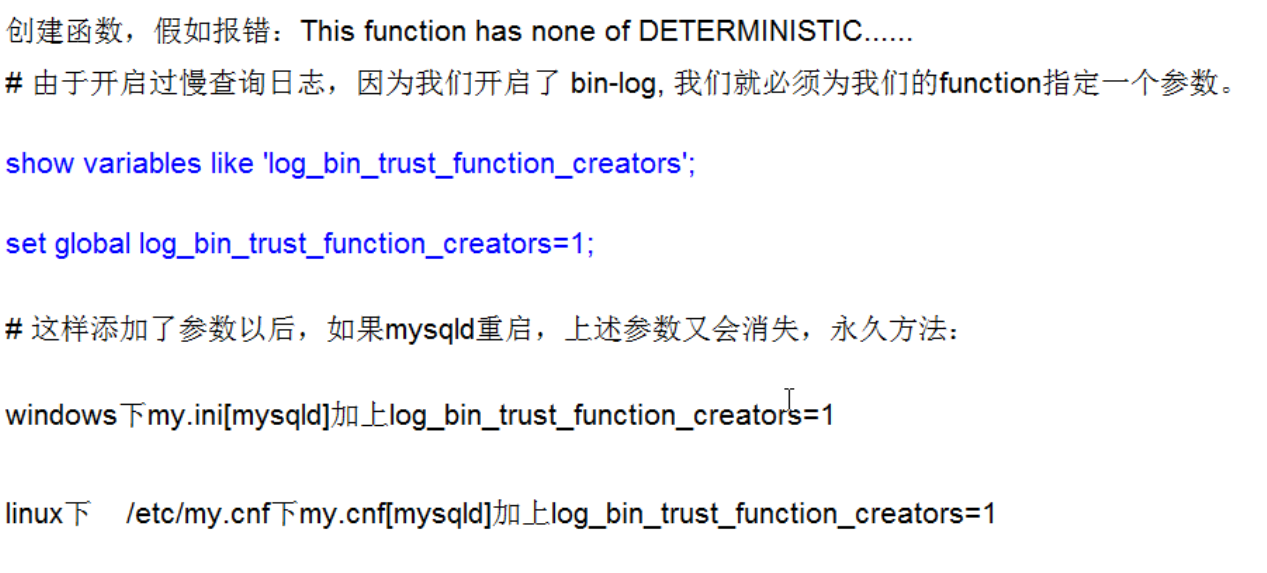 创建函数，假如报错：This function has none of DETERMINISTIC......
# 由于开启过慢查询日志，因为我们开启了 bin-log, 我们就必须为我们的function指定一个参数。
show variables like 'log_bin_trust_function_creators';
set global log_bin_trust_function_creators=1;
# 这样添加了参数以后，如果mysqld重启，上述参数又会消失，永久方法：
windows下my.ini[mysqld]加上log_bin_trust_function_creators=1
linux下    /etc/my.cnf下my.cnf[mysqld]加上log_bin_trust_function_creators=1